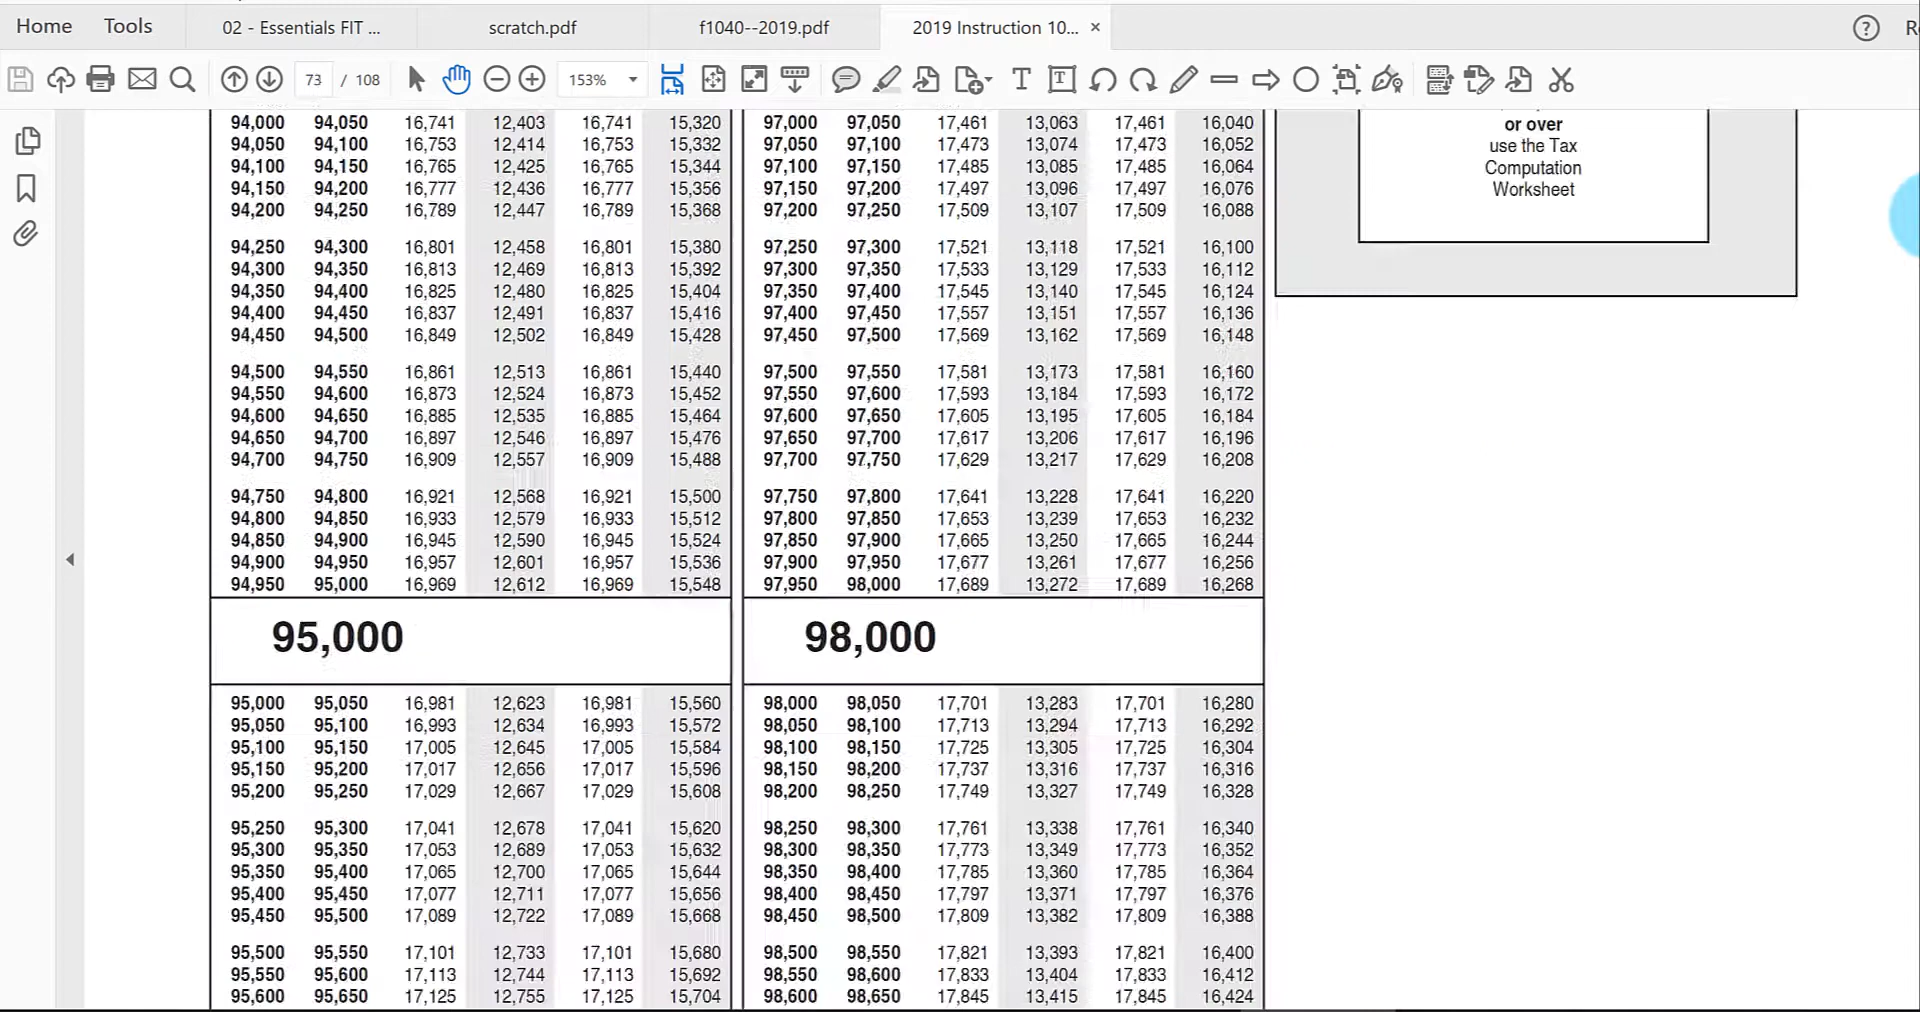 Home Tools 02 - Essentials FIT ... scratch.pdf f1040--2019.pdf 2019 Instruction 10... ×
73 / 108 153%
94,000 94,050 16,741 12,403 16,741 15,320
94,050 94,100 16,753 12,414 16,753 15,332
94,100 94,150 16,765 12,425 16,765 15,344
94,150 94,200 16,777 12,436 16,777 15,356
94,200 94,250 16,789 12,447 16,789 15,368
94,250 94,300 16,801 12,458 16,801 15,380
94,300 94,350 16,813 12,469 16,813 15,392
94,350 94,400 16,825 12,480 16,825 15,404
94,400 94,450 16,837 12,491 16,837 15,416
94,450 94,500 16,849 12,502 16,849 15,428
94,500 94,550 16,861 12,513 16,861 15,440
94,550 94,600 16,873 12,524 16,873 15,452
94,600 94,650 16,885 12,535 16,885 15,464
94,650 94,700 16,897 12,546 16,897 15,476
94,700 94,750 16,909 12,557 16,909 15,488
94,750 94,800 16,921 12,568 16,921 15,500
94,800 94,850 16,933 12,579 16,933 15,512
94,850 94,900 16,945 12,590 16,945 15,524
94,900 94,950 16,957 12,601 16,957 15,536
94,950 95,000 16,969 12,612 16,969 15,548
95,000
95,000 95,050 16,981 12,623 16,981 15,560
95,050 95,100 16,993 12,634 16,993 15,572
95,100 95,150 17,005 12,645 17,005 15,584
95,150 95,200 17,017 12,656 17,017 15,596
95,200 95,250 17,029 12,667 17,029 15,608
95,250 95,300 17,041 12,678 17,041 15,620
95,300 95,350 17,053 12,689 17,053 15,632
95,350 95,400 17,065 12,700 17,065 15,644
95,400 95,450 17,077 12,711 17,077 15,656
95,450 95,500 17,089 12,722 17,089 15,668
95,500 95,550 17,101 12,733 17,101 15,680
95,550 95,600 17,113 12,744 17,113 15,692
95,600 95,650 17,125 12,755 17,125 15,704
97,000 97,050 17,461 13,063 17,461 16,040
97,050 97,100 17,473 13,074 17,473 16,052
97,100 97,150 17,485 13,085 17,485 16,064
97,150 97,200 17,497 13,096 17,497 16,076
97,200 97,250 17,509 13,107 17,509 16,088
97,250 97,300 17,521 13,118 17,521 16,100
97,300 97,350 17,533 13,129 17,533 16,112
97,350 97,400 17,545 13,140 17,545 16,124
97,400 97,450 17,557 13,151 17,557 16,136
97,450 97,500 17,569 13,162 17,569 16,148
97,500 97,550 17,581 13,173 17,581 16,160
97,550 97,600 17,593 13,184 17,593 16,172
97,600 97,650 17,605 13,195 17,605 16,184
97,650 97,700 17,617 13,206 17,617 16,196
97,700 97,750 17,629 13,217 17,629 16,208
97,750 97,800 17,641 13,228 17,641 16,220
97,800 97,850 17,653 13,239 17,653 16,232
97,850 97,900 17,665 13,250 17,665 16,244
97,900 97,950 17,677 13,261 17,677 16,256
97,950 98,000 17,689 13,272 17,689 16,268
98,000
98,000 98,050 17,701 13,283 17,701 16,280
98,050 98,100 17,713 13,294 17,713 16,292
98,100 98,150 17,725 13,305 17,725 16,304
98,150 98,200 17,737 13,316 17,737 16,316
98,200 98,250 17,749 13,327 17,749 16,328
98,250 98,300 17,761 13,338 17,761 16,340
98,300 98,350 17,773 13,349 17,773 16,352
98,350 98,400 17,785 13,360 17,785 16,364
98,400 98,450 17,797 13,371 17,797 16,376
98,450 98,500 17,809 13,382 17,809 16,388
98,500 98,550 17,821 13,393 17,821 16,400
98,550 98,600 17,833 13,404 17,833 16,412
98,600 98,650 17,845 13,415 17,845 16,424
or over
use the Tax
Computation
Worksheet